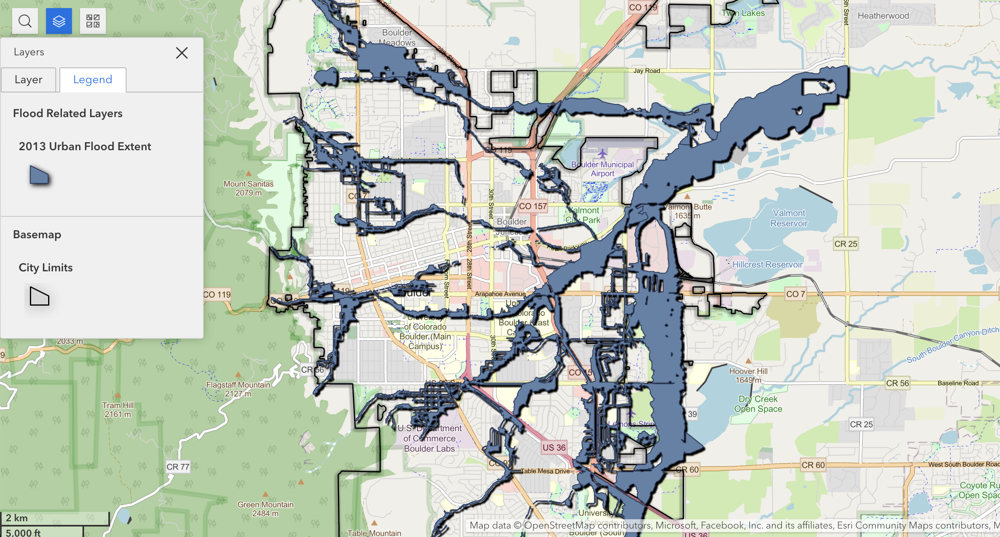 Layers
Layer
Legend
Flood Related Layers
2013 Urban Flood Extent
Basemap
City Limits
2 km
5,000 ft
CO 119
Twin Lakes
Heatherwood
Boulder
Meadows
28th Street
Jay Road
Mount Sanitas
2079 m
CO 119
Boulder Municipal
Airport
CO 7
30th Street
CO 157
Valmont
City Park
Valmont Butte
1635 m
Valmont
Reservoir
Boulder
Junction
28th Street
CR 25
Pearl Parkway
Hillcrest Reservoir
Folsom Street
28th Street
CO 119
119
Arapahoe Avenue
CO 7
University
of Colorado
Boulder (Main
Campus)
Colorado
Boulder (East
30th
2033 m
9
South Boulder Canyon Ditch
CR 56
CO 15
Hoover Hill
1649 m
CR 56
Baseline Road
Flagstaff Mountain
2127 m
Tram Hill
2161 m
Dry Creek
Open Space
39
Lemons Strip
CR 25
U.S. Department
of Commerce
Boulder Labs
US 36
CR 77
CO 93
Table Mesa Drive
CR 60
CR 60
West South Boulder Road
Coyote Ru
Open Spac
Green Mountain
2484 m
University
of Colorado
Boulder (South
Table Mountain
US 36
Map data © OpenStreetMap contributors, Microsoft, Facebook, Inc. and its affiliates, Esri Community Maps contributors, M